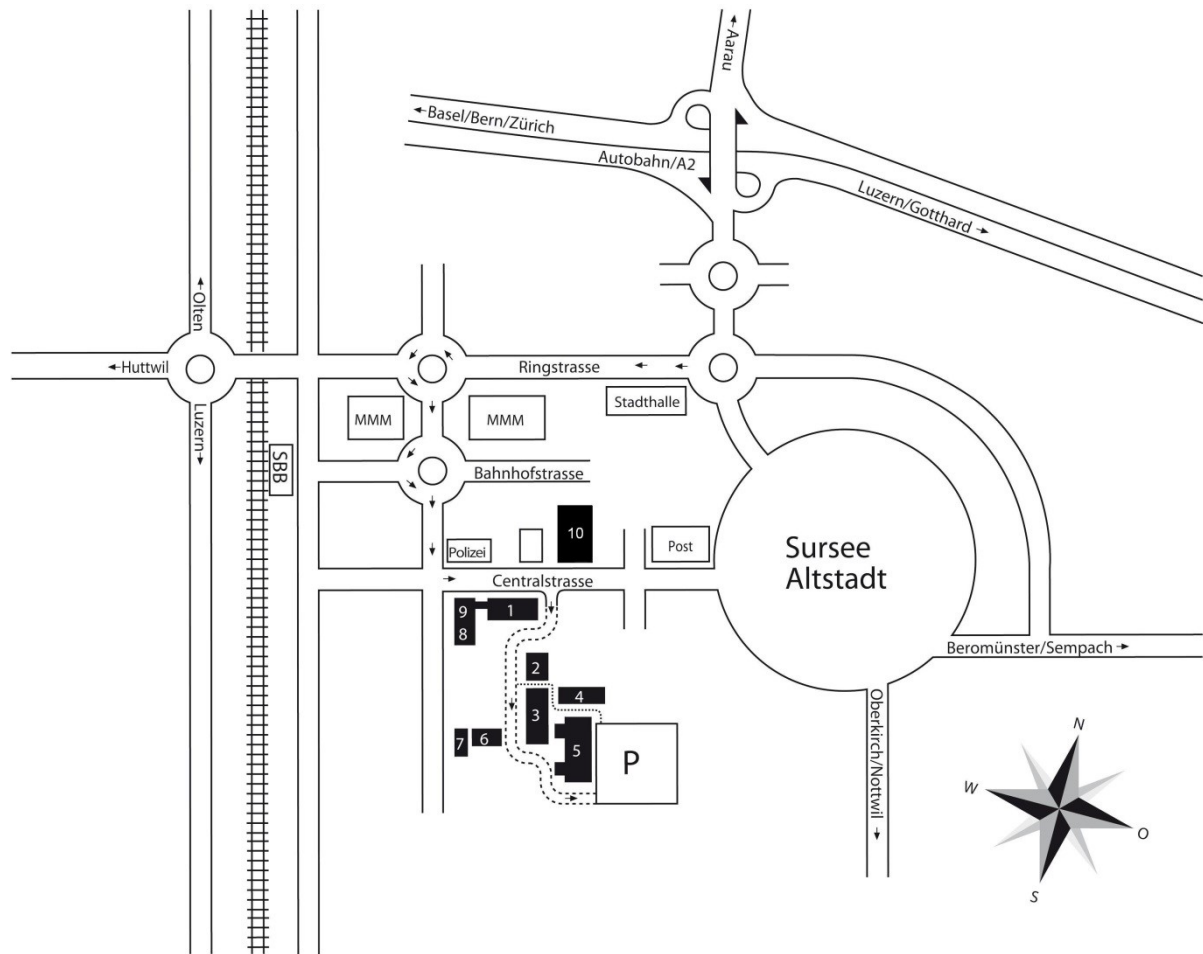 ←Aarau
←Basel/Bern/Zürich
Autobahn/A2
Luzern/Gotthard →
←Olten
←Huttwil
Ringstrasse
Luzern→
MMM
MMM
Stadthalle
SBB
Bahnhofstrasse
10
Polizei
Post
Sursee
Altstadt
Centralstrasse
9
1
8
Beromünster/Sempach →
2
4
3
Oberkirch/Nottwil →
7
6
5
P
N
W
O
S